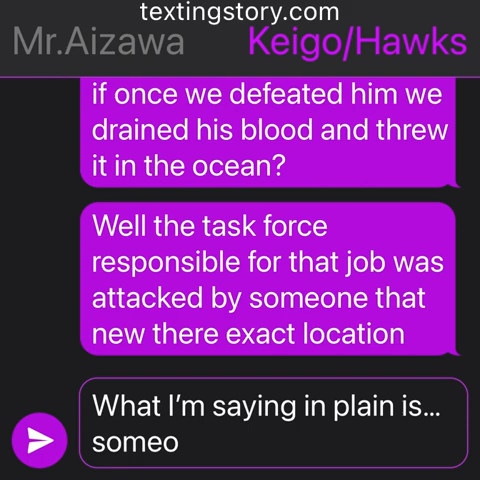 textingstory.com
Mr.Aizawa Keigo/Hawks
if once we defeated him we
drained his blood and threw
it in the ocean?
Well the task force
responsible for that job was
attacked by someone that
new there exact location
What I'm saying in plain is...
someo